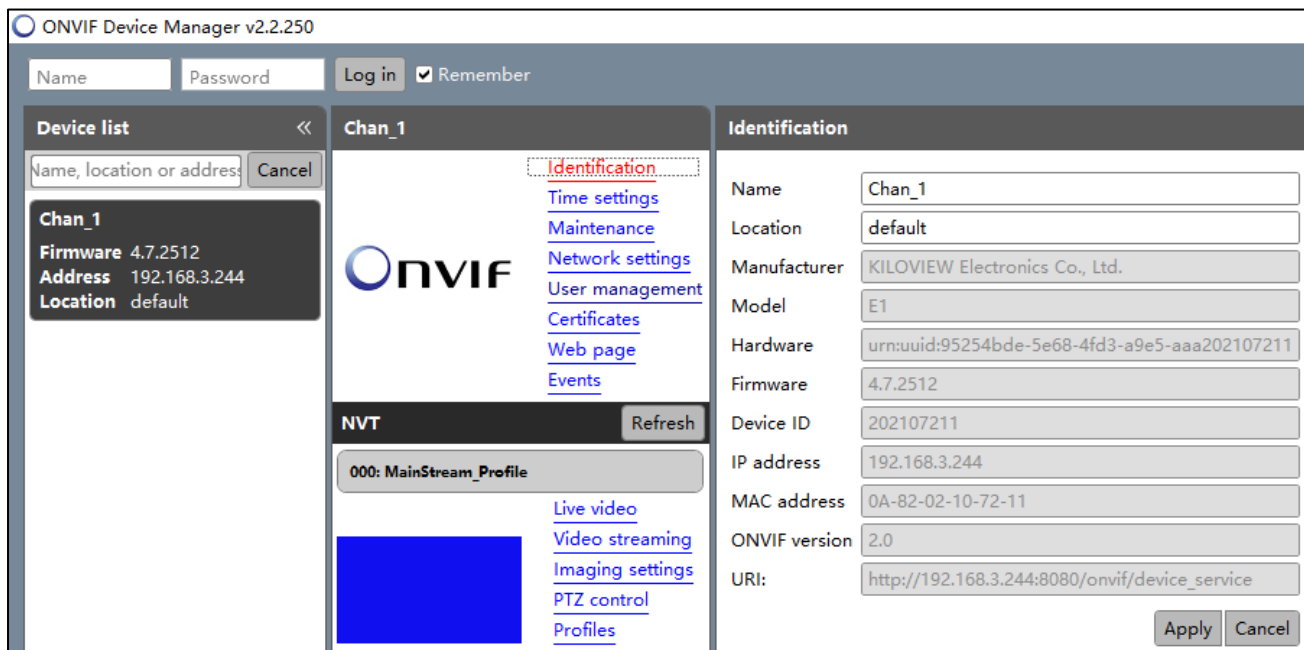 ONVIF Device Manager v2.2.250
Name Password Log in Remember
Device list «
Name, location or address Cancel
Chan_1
Firmware 4.7.2512
Address 192.168.3.244
Location default
Chan_1
ONVIF
Identification
Time settings
Maintenance
Network settings
User management
Certificates
Web page
Events
NVT Refresh
000: MainStream_Profile
Live video
Video streaming
Imaging settings
PTZ control
Profiles
Identification
Name Chan_1
Location default
Manufacturer KILOVIEW Electronics Co., Ltd.
Model E1
Hardware urn:uuid:95254bde-5e68-4fd3-a9e5-aaa202107211
Firmware 4.7.2512
Device ID 202107211
IP address 192.168.3.244
MAC address 0A-82-02-10-72-11
ONVIF version 2.0
URI: http://192.168.3.244:8080/onvif/device_service
Apply Cancel